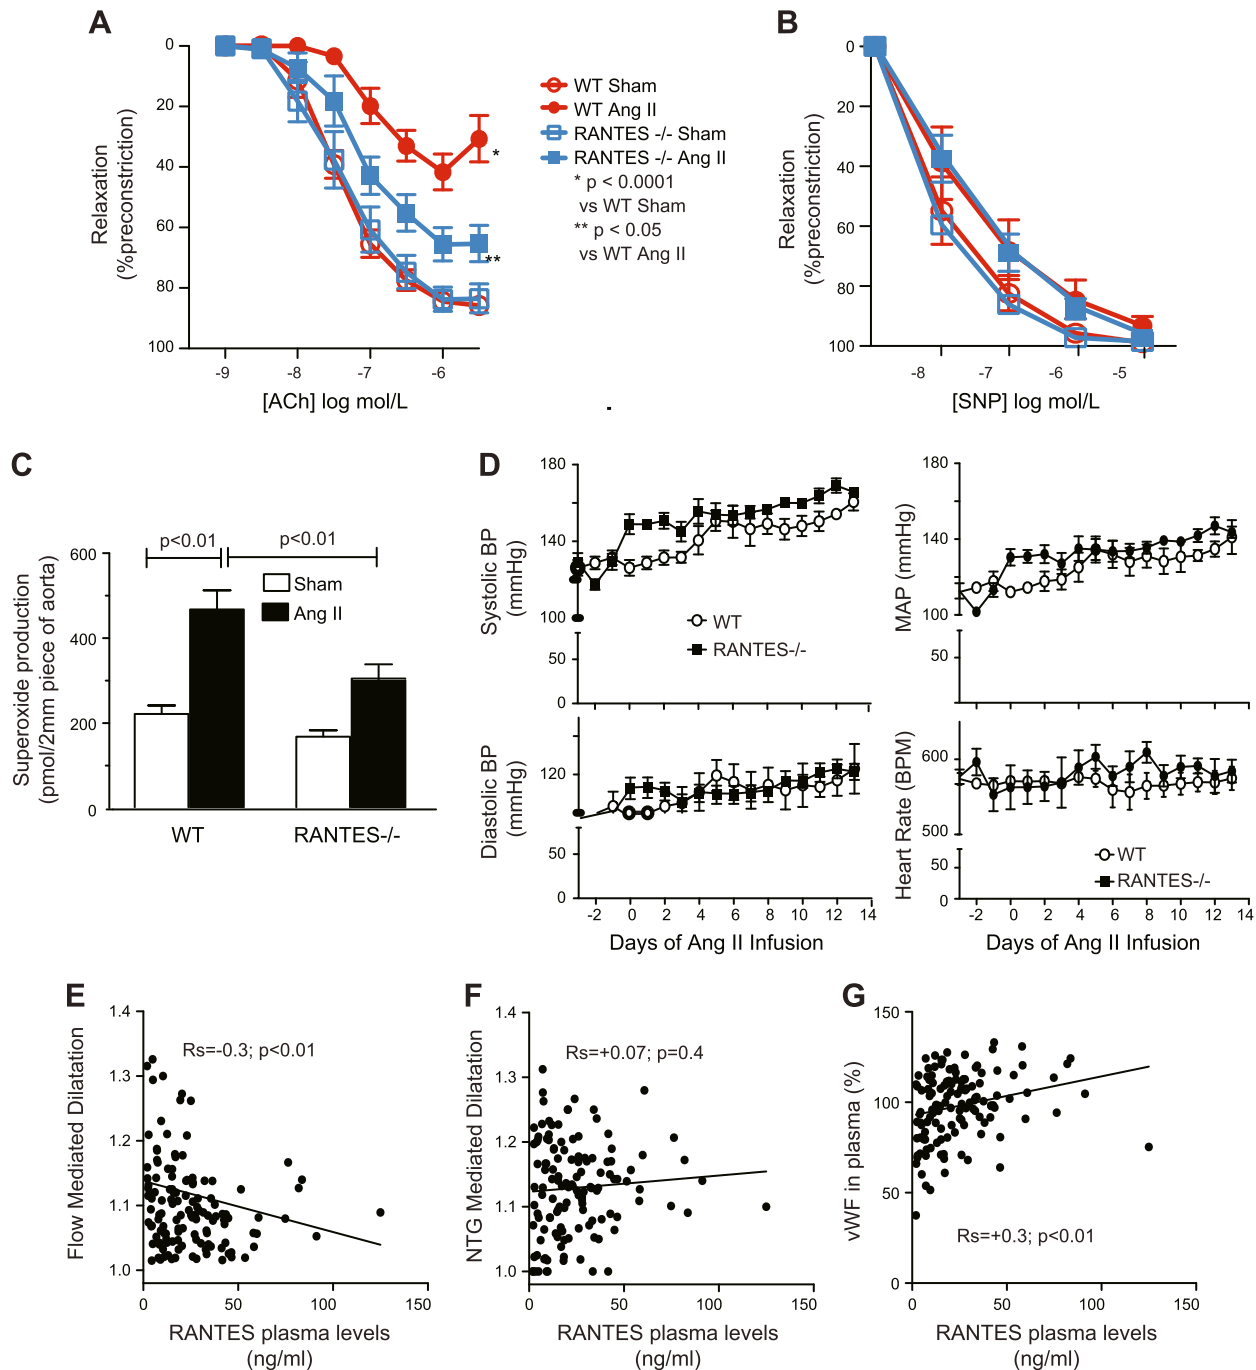 A
0
20
40
60
80
100
Relaxation
(%preconstriction)
-9
-8
-7
-6
[ACh] log mol/L
*
**
WT Sham
WT Ang II
RANTES -/- Sham
RANTES -/- Ang II
* p < 0.0001
vs WT Sham
** p < 0.05
vs WT Ang II
B
0
20
40
60
80
100
Relaxation
(%preconstriction)
-8
-7
-6
-5
[SNP] log mol/L
C
600
400
200
0
Superoxide production
(pmol/2mm piece of aorta)
p<0.01
p<0.01
Sham
Ang II
WT
RANTES-/-
D
180
140
100
50
0
Systolic BP
(mmHg)
WT
RANTES-/-
180
140
100
50
0
MAP (mmHg)
120
50
0
Diastolic BP
(mmHg)
-2
0
2
4
6
8
10
12
14
Days of Ang II Infusion
600
500
50
0
Heart Rate (BPM)
WT
RANTES-/-
-2
0
2
4
6
8
10
12
14
Days of Ang II Infusion
E
1.4
1.3
1.2
1.1
1.0
Flow Mediated Dilatation
Rs=-0.3; p<0.01
0
50
100
150
RANTES plasma levels
(ng/ml)
F
1.4
1.3
1.2
1.1
1.0
NTG Mediated Dilatation
Rs=+0.07; p=0.4
0
50
100
150
RANTES plasma levels
(ng/ml)
G
150
100
50
0
vWF in plasma (%)
Rs=+0.3; p<0.01
0
50
100
150
RANTES plasma levels
(ng/ml)